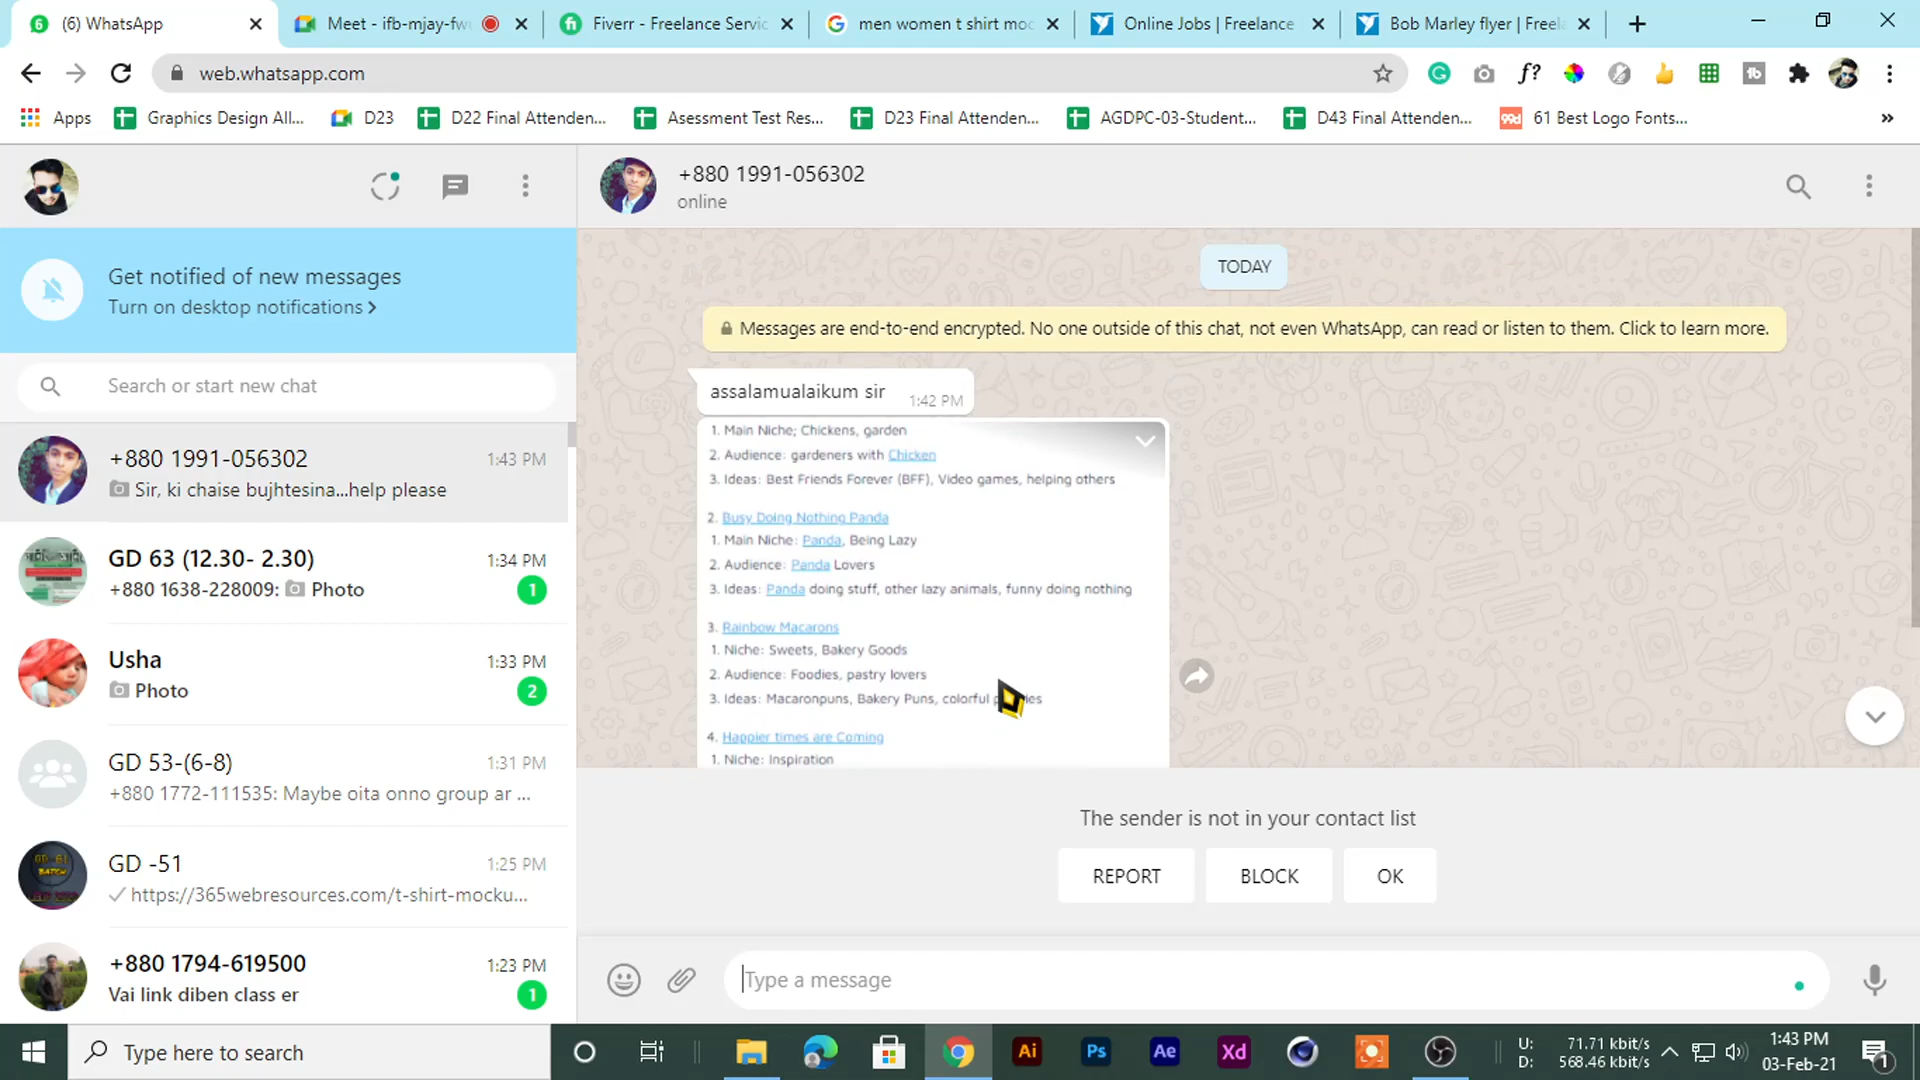 (6) WhatsApp
Meet - ifb-mjay-fw
Fiverr - Freelance Servic
men women t shirt moc
Online Jobs | Freelance
Bob Marley flyer | Free
web.whatsapp.com
Apps
Graphics Design All...
D23
D22 Final Attenden...
Asessment Test Res...
D23 Final Attenden...
AGDPC-03-Student...
D43 Final Attenden...
99d
61 Best Logo Fonts...
»
+880 1991-056302
online
Get notified of new messages
Turn on desktop notifications >
Search or start new chat
+880 1991-056302
1:43 PM
Sir, ki chaise bujhtesina...help please
GD 63 (12.30- 2.30)
1:34 PM
+880 1638-228009: Photo
1
Usha
1:33 PM
Photo
2
GD 53-(6-8)
1:31 PM
+880 1772-111535: Maybe oita onno group ar ...
GD -51
1:25 PM
https://365webresources.com/t-shirt-mocku...
+880 1794-619500
1:23 PM
Vai link diben class er
1
TODAY
Messages are end-to-end encrypted. No one outside of this chat, not even WhatsApp, can read or listen to them. Click to learn more.
assalamualaikum sir
1:42 PM
1. Main Niche; Chickens, garden
2. Audience: gardeners with Chicken
3. Ideas: Best Friends Forever (BFF), Video games, helping others
2. Busy Doing Nothing Panda
1. Main Niche: Panda, Being Lazy
2. Audience: Panda Lovers
3. Ideas: Panda doing stuff, other lazy animals, funny doing nothing
3. Rainbow Macarons
1. Niche: Sweets, Bakery Goods
2. Audience: Foodies, pastry lovers
3. Ideas: Macaronpuns, Bakery Puns, colorful
4. Happier times are Coming
1. Niche: Inspiration
The sender is not in your contact list
REPORT
BLOCK
OK
Type a message
Type here to search
Ai
Ps
Ae
Xd
U: 71.71 kbit/s
D: 568.46 kbit/s
1:43 PM
03-Feb-21
1